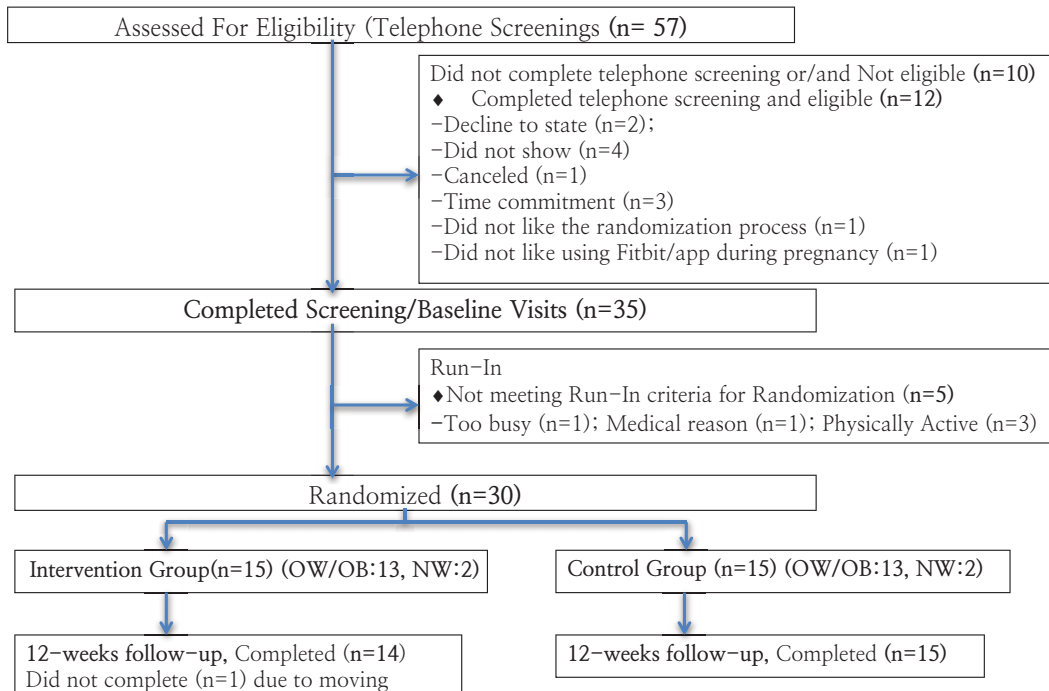 Assessed For Eligibility (Telephone Screenings (n= 57)
Did not complete telephone screening or/and Not eligible (n=10)
♦ Completed telephone screening and eligible (n=12)
-Decline to state (n=2);
-Did not show (n=4)
-Canceled (n=1)
-Time commitment (n=3)
-Did not like the randomization process (n=1)
-Did not like using Fitbit/app during pregnancy (n=1)
Completed Screening/Baseline Visits (n=35)
Run-In
♦Not meeting Run-In criteria for Randomization (n=5)
-Too busy (n=1); Medical reason (n=1); Physically Active (n=3)
Randomized (n=30)
Intervention Group(n=15) (OW/OB:13, NW:2)
Control Group (n=15) (OW/OB:13, NW:2)
12-weeks follow-up, Completed (n=14)
Did not complete (n=1) due to moving
12-weeks follow-up, Completed (n=15)